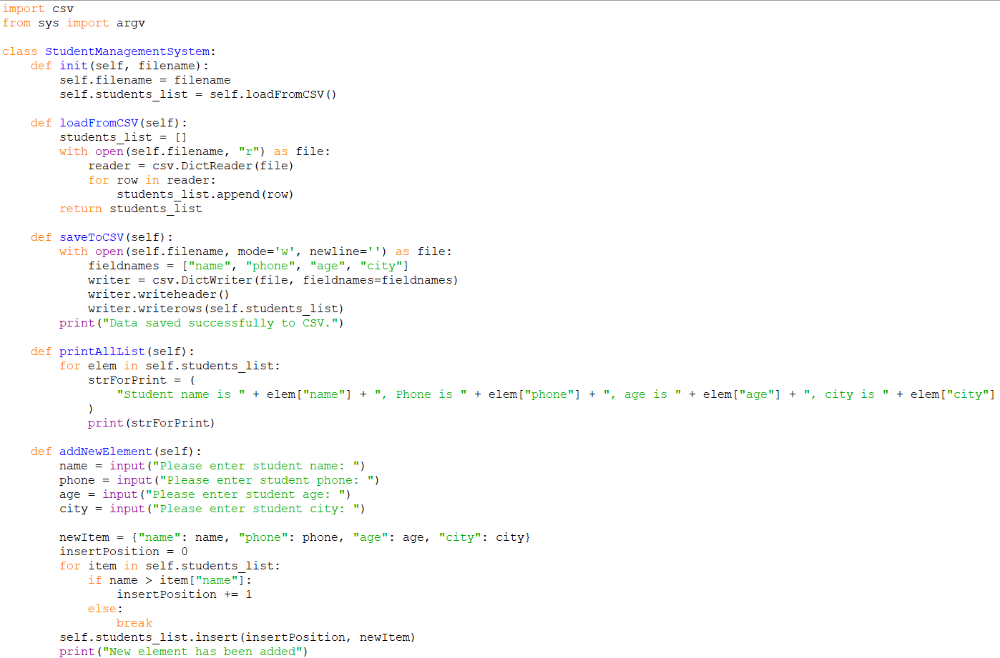 import csv
from sys import argv

class StudentManagementSystem:
    def init(self, filename):
        self.filename = filename
        self.students_list = self.loadFromCSV()

    def loadFromCSV(self):
        students_list = []
        with open(self.filename, "r") as file:
            reader = csv.DictReader(file)
            for row in reader:
                students_list.append(row)
        return students_list

    def saveToCSV(self):
        with open(self.filename, mode='w', newline='') as file:
            fieldnames = ["name", "phone", "age", "city"]
            writer = csv.DictWriter(file, fieldnames=fieldnames)
            writer.writeheader()
            writer.writerows(self.students_list)
        print("Data saved successfully to CSV.")

    def printAllList(self):
        for elem in self.students_list:
            strForPrint = (
                "Student name is " + elem["name"] + ", Phone is " + elem["phone"] + ", age is " + elem["age"] + ", city is " + elem["city"]
            )
            print(strForPrint)

    def addNewElement(self):
        name = input("Please enter student name: ")
        phone = input("Please enter student phone: ")
        age = input("Please enter student age: ")
        city = input("Please enter student city: ")

        newItem = {"name": name, "phone": phone, "age": age, "city": city}
        insertPosition = 0
        for item in self.students_list:
            if name > item["name"]:
                insertPosition += 1
            else:
                break
        self.students_list.insert(insertPosition, newItem)
        print("New element has been added")